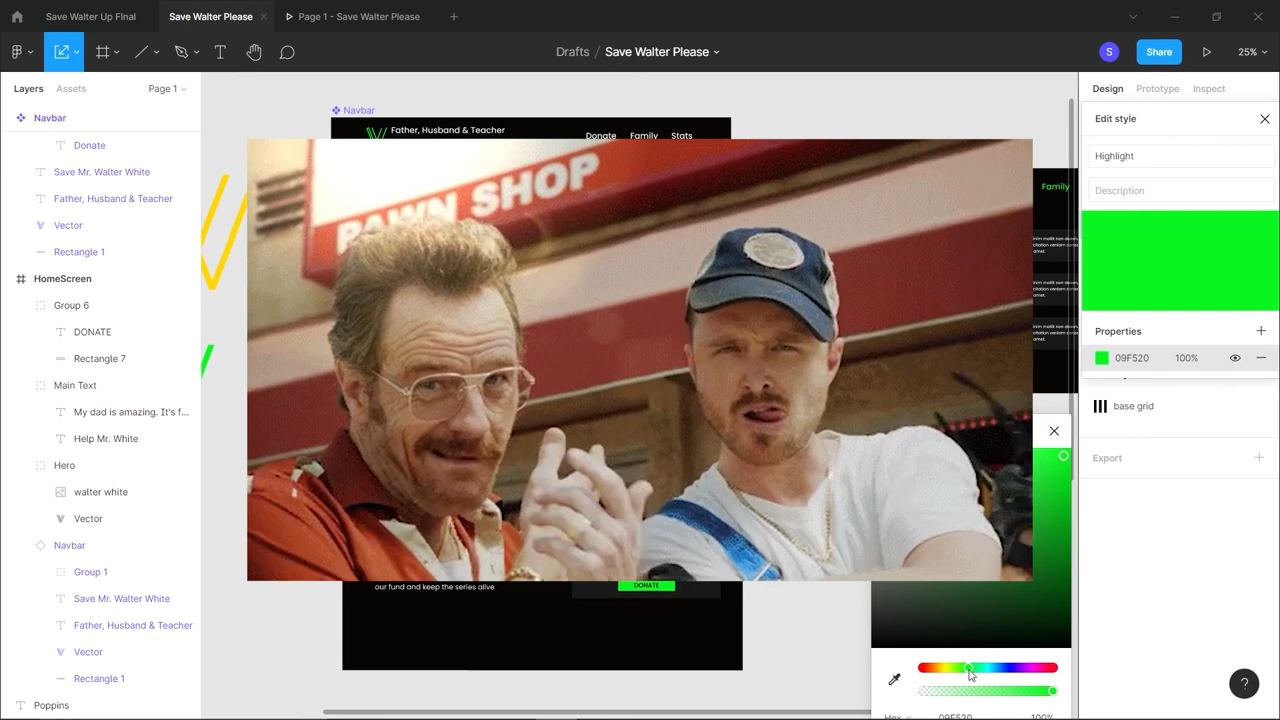 Save Walter Up FInal
Save Walter Please
Page 1 - Save Walter Please
Drafts / Save Walter Please
S
Share
25%
Layers
Assets
Page 1
Design
Prototype
Inspect
Navbar
Donate
Save Mr. Walter White
Father, Husband & Teacher
Vector
Rectangle 1
HomeScreen
Group 6
DONATE
Rectangle 7
Main Text
My dad is amazing. It's f...
Help Mr. White
Hero
walter white
Vector
Navbar
Group 1
Save Mr. Walter White
Father, Husband & Teacher
Vector
Rectangle 1
Poppins
Navbar
Father, Husband & Teacher
Donate
Family
Stats
PAWN SHOP
Family
our fund and keep the series alive
DONATE
Edit style
Highlight
Description
Properties
09F520
100%
base grid
Export
Hex
09F520
100%
?